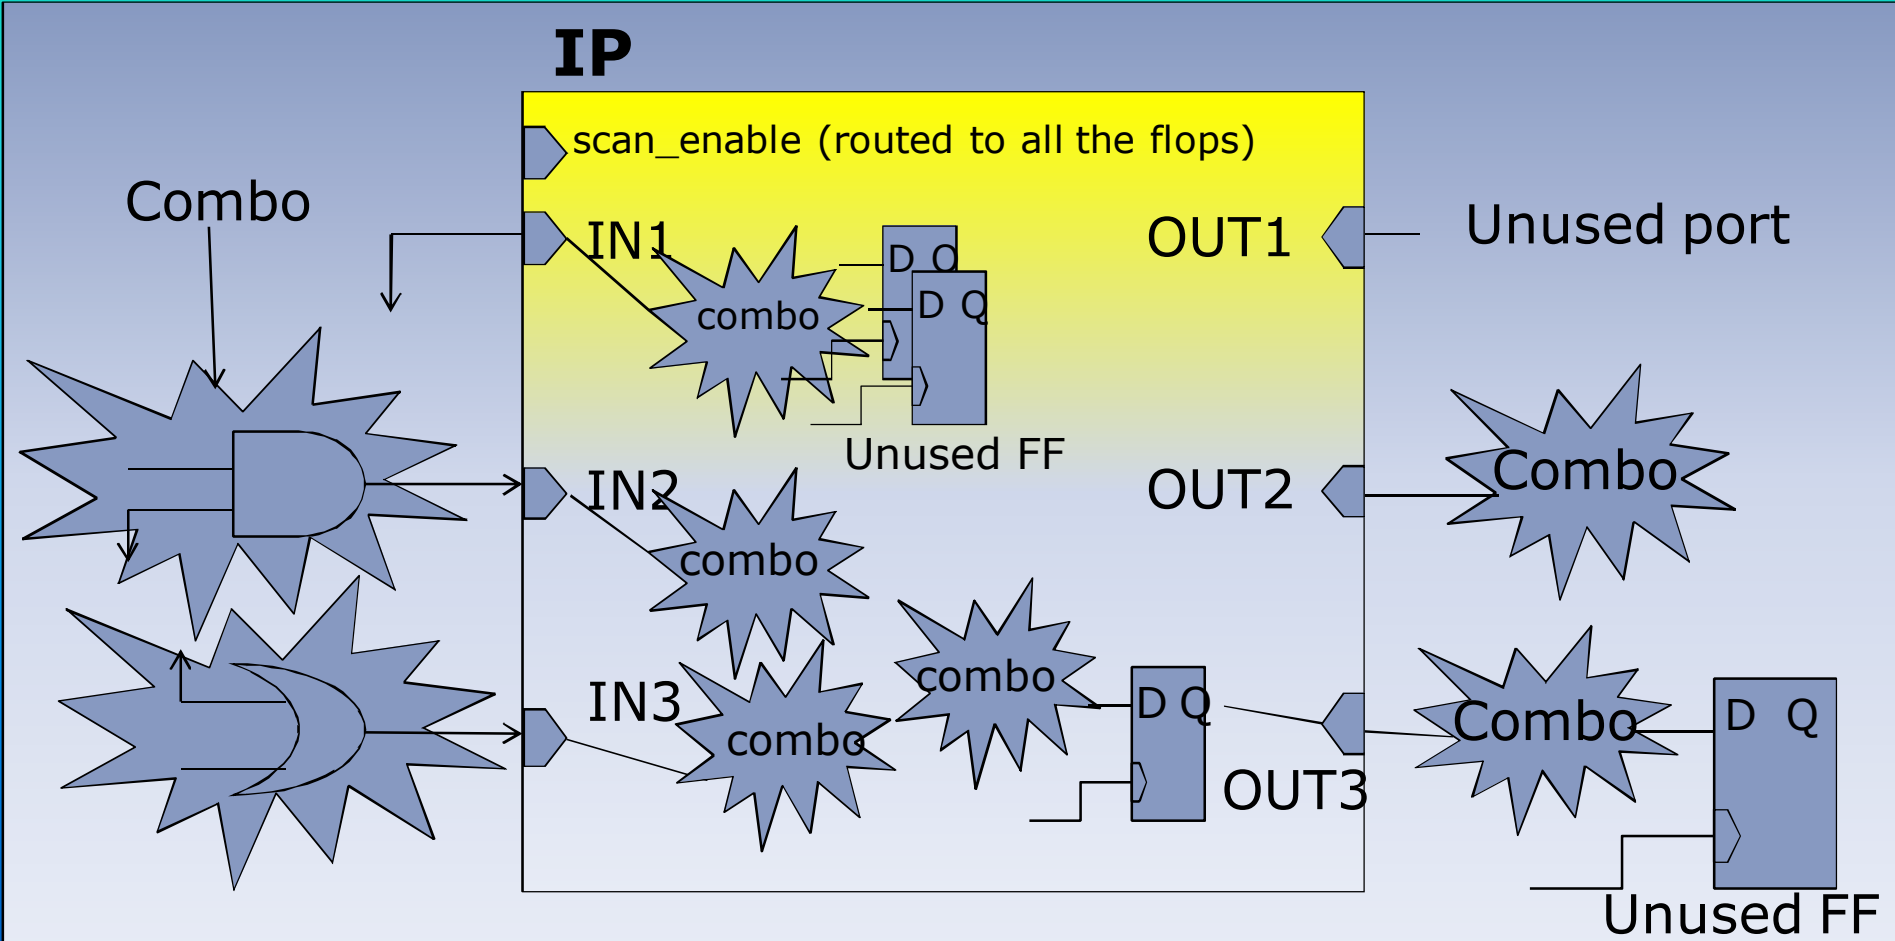 IP
scan_enable (routed to all the flops)
Combo
IN1
OUT1
Unused port
D Q
combo
D Q
Unused FF
IN2
OUT2
Combo
combo
combo
IN3
D Q
Combo
D Q
combo
OUT3
Unused FF